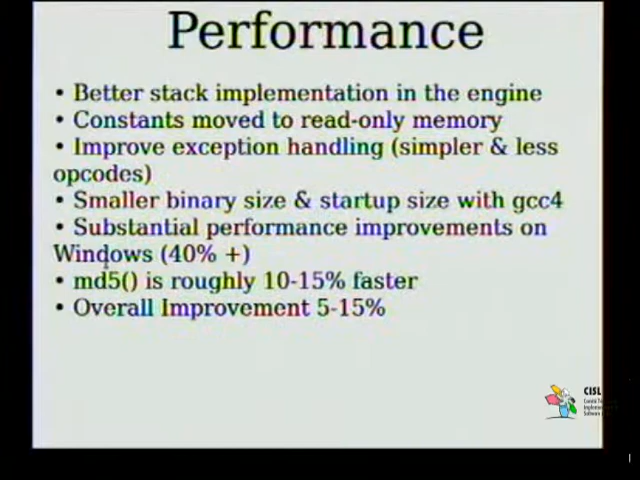 Performance
• Better stack implementation in the engine
• Constants moved to read-only memory
• Improve exception handling (simpler & less
opcodes)
• Smaller binary size & startup size with gcc4
• Substantial performance improvements on
Windows (40% +)
• md5() is roughly 10-15% faster
• Overall Improvement 5-15%
CISL